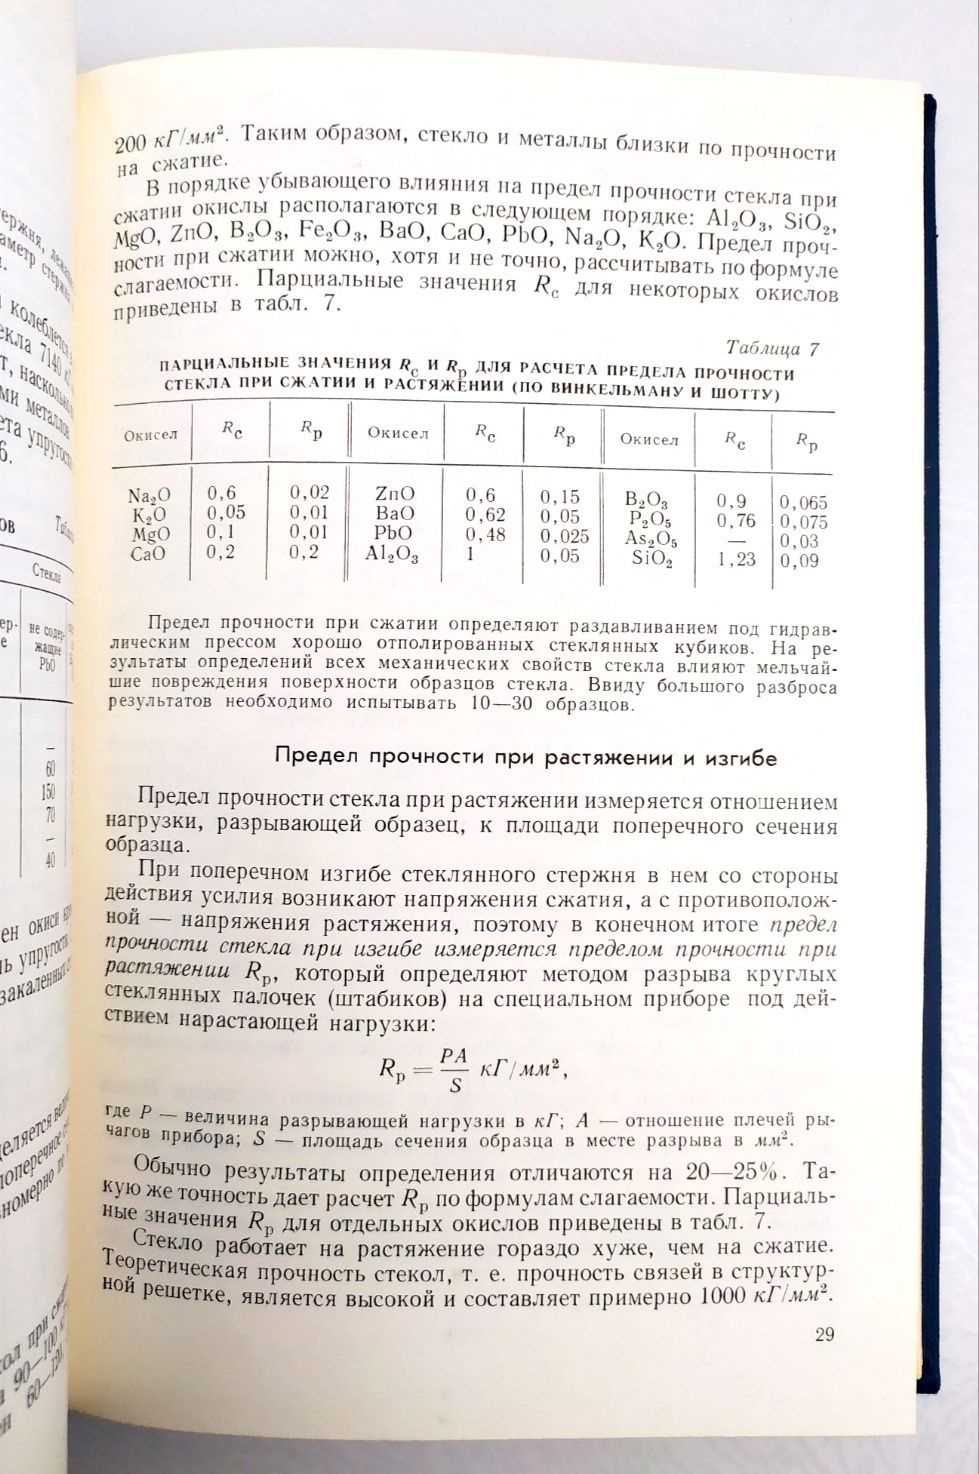 200 кГ/мм². Таким образом, стекло и металлы близки по прочности
на сжатие.
В порядке убывающего влияния на предел прочности стекла при
сжатии окислы располагаются в следующем порядке: Al₂O₃, SiO₂,
MgO, ZnO, B₂O₃, Fe₂O₃, BaO, CaO, PbO, Na₂O, K₂O. Предел проч-
ности при сжатии можно, хотя и не точно, рассчитывать по формуле
слагаемости. Парциальные значения Rс для некоторых окислов
приведены в табл. 7.
Таблица 7
ПАРЦИАЛЬНЫЕ ЗНАЧЕНИЯ Rс И Rр ДЛЯ РАСЧЕТА ПРЕДЕЛА ПРОЧНОСТИ
СТЕКЛА ПРИ СЖАТИИ И РАСТЯЖЕНИИ (ПО ВИНКЕЛЬМАНУ И ШОТТУ)
Окисел Rс Rр Окисел Rс Rр Окисел Rс Rр
Na₂O 0,6 0,02 ZnO 0,6 0,15 B₂O₃ 0,9 0,065
K₂O 0,05 0,01 BaO 0,62 0,05 P₂O₅ 0,76 0,075
MgO 0,1 0,01 PbO 0,48 0,025 As₂O₅ — 0,03
CaO 0,2 0,2 Al₂O₃ 1 0,05 SiO₂ 1,23 0,09
Предел прочности при сжатии определяют раздавливанием под гидрав-
лическим прессом хорошо отполированных стеклянных кубиков. На ре-
зультаты определений всех механических свойств стекла влияют мельчай-
шие повреждения поверхности образцов стекла. Ввиду большого разброса
результатов необходимо испытывать 10—30 образцов.
Предел прочности при растяжении и изгибе
Предел прочности стекла при растяжении измеряется отношением
нагрузки, разрывающей образец, к площади поперечного сечения
образца.
При поперечном изгибе стеклянного стержня в нем со стороны
действия усилия возникают напряжения сжатия, а с противополож-
ной — напряжения растяжения, поэтому в конечном итоге предел
прочности стекла при изгибе измеряется пределом прочности при
растяжении Rр, который определяют методом разрыва круглых
стеклянных палочек (штабиков) на специальном приборе под дей-
ствием нарастающей нагрузки:
Rр = PA/S кГ/мм²,
где P — величина разрывающей нагрузки в кГ; A — отношение плечей ры-
чагов прибора; S — площадь сечения образца в месте разрыва в мм².
Обычно результаты определения отличаются на 20—25%. Та-
кую же точность дает расчет Rр по формулам слагаемости. Парциаль-
ные значения Rр для отдельных окислов приведены в табл. 7.
Стекло работает на растяжение гораздо хуже, чем на сжатие.
Теоретическая прочность стекол, т. е. прочность связей в структур-
ной решетке, является высокой и составляет примерно 1000 кГ/мм².
29